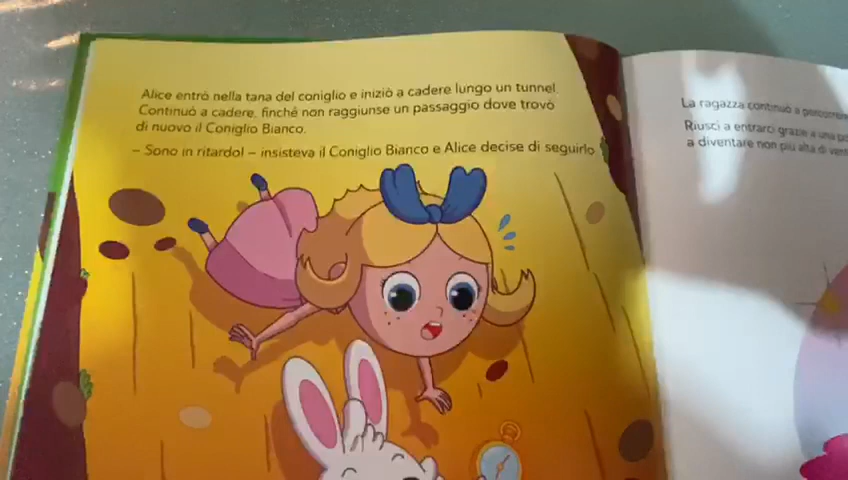 Alice entrò nella tana del coniglio e iniziò a cadere lungo un tunnel.
Continuò a cadere, finché non raggiunse un passaggio dove trovò
di nuovo il Coniglio Bianco.
– Sono in ritardo! – insisteva il Coniglio Bianco e Alice decise di seguirlo
La ragazza continuò a
Riuscì a entrarci grazie a una
a diventare non più alta di